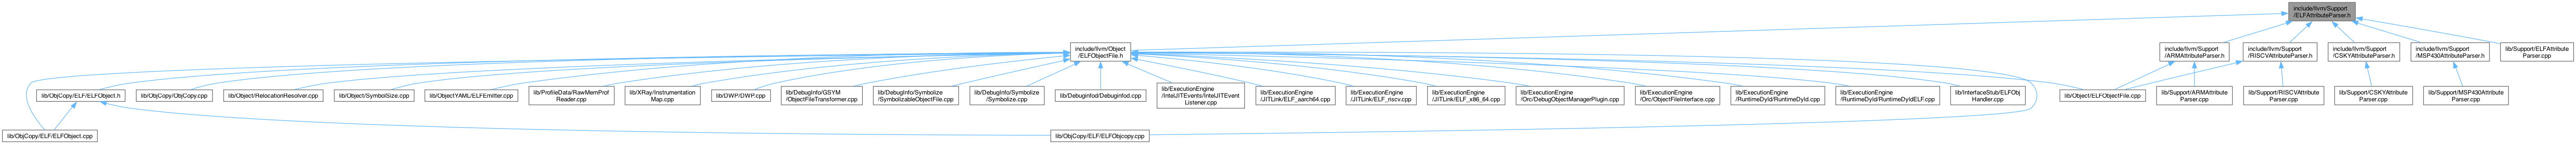 include/llvm/Support
/ELFAttributeParser.h
include/llvm/Object
/ELFObjectFile.h
include/llvm/Support
/ARMAttributeParser.h
include/llvm/Support
/RISCVAttributeParser.h
include/llvm/Support
/CSKYAttributeParser.h
include/llvm/Support
/MSP430AttributeParser.h
lib/Support/ELFAttribute
Parser.cpp
lib/ObjCopy/ELF/ELFObject.h
lib/ObjCopy/ObjCopy.cpp
lib/Object/RelocationResolver.cpp
lib/Object/SymbolSize.cpp
lib/ObjectYAML/ELFEmitter.cpp
lib/ProfileData/RawMemProf
Reader.cpp
lib/XRay/Instrumentation
Map.cpp
lib/DWP/DWP.cpp
lib/DebugInfo/GSYM
/ObjectFileTransformer.cpp
lib/DebugInfo/Symbolize
/SymbolizableObjectFile.cpp
lib/DebugInfo/Symbolize
/Symbolize.cpp
lib/Debuginfod/Debuginfod.cpp
lib/ExecutionEngine
/IntelJITEvents/IntelJITEvent
Listener.cpp
lib/ExecutionEngine
/JITLink/ELF_aarch64.cpp
lib/ExecutionEngine
/JITLink/ELF_riscv.cpp
lib/ExecutionEngine
/JITLink/ELF_x86_64.cpp
lib/ExecutionEngine
/Orc/DebugObjectManagerPlugin.cpp
lib/ExecutionEngine
/Orc/ObjectFileInterface.cpp
lib/ExecutionEngine
/RuntimeDyld/RuntimeDyld.cpp
lib/ExecutionEngine
/RuntimeDyld/RuntimeDyldELF.cpp
lib/InterfaceStub/ELFObj
Handler.cpp
lib/Object/ELFObjectFile.cpp
lib/Support/ARMAttribute
Parser.cpp
lib/Support/RISCVAttribute
Parser.cpp
lib/Support/CSKYAttribute
Parser.cpp
lib/Support/MSP430Attribute
Parser.cpp
lib/ObjCopy/ELF/ELFObject.cpp
lib/ObjCopy/ELF/ELFObjcopy.cpp